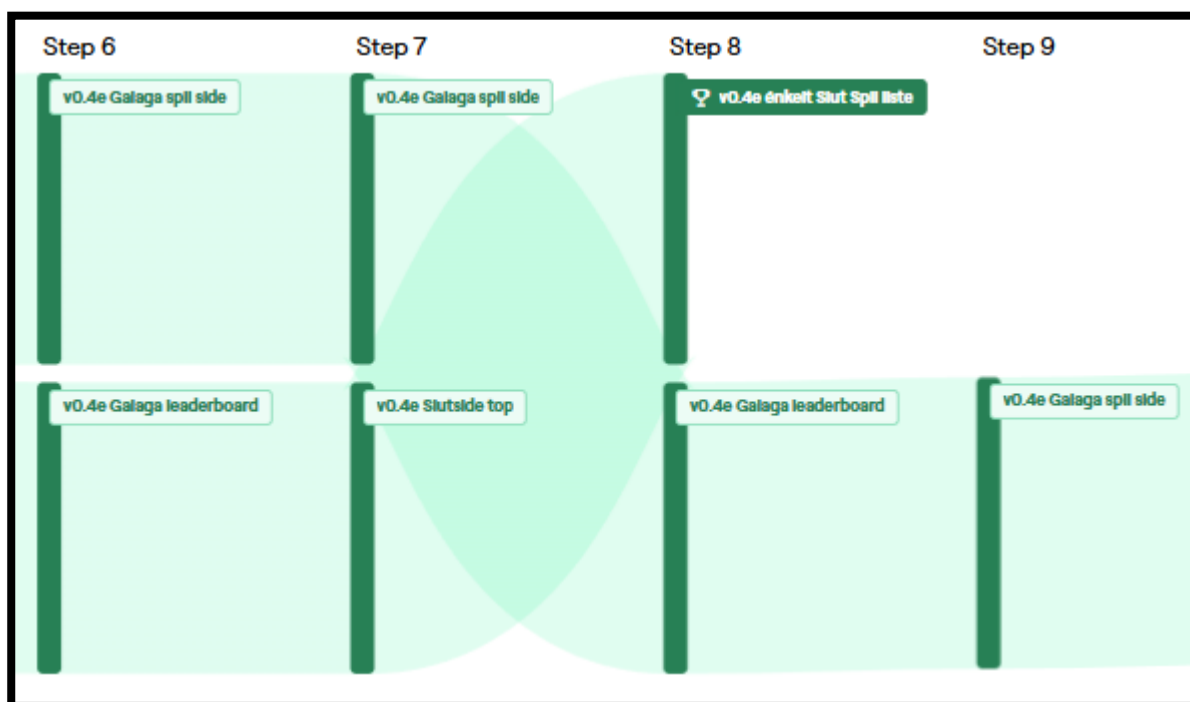 Step 6
Step 7
Step 8
Step 9
v0.4e Galaga spil side
v0.4e Galaga spil side
v0.4e énkelt Slut Spil liste
v0.4e Galaga leaderboard
v0.4e Slutside top
v0.4e Galaga leaderboard
v0.4e Galaga spil side